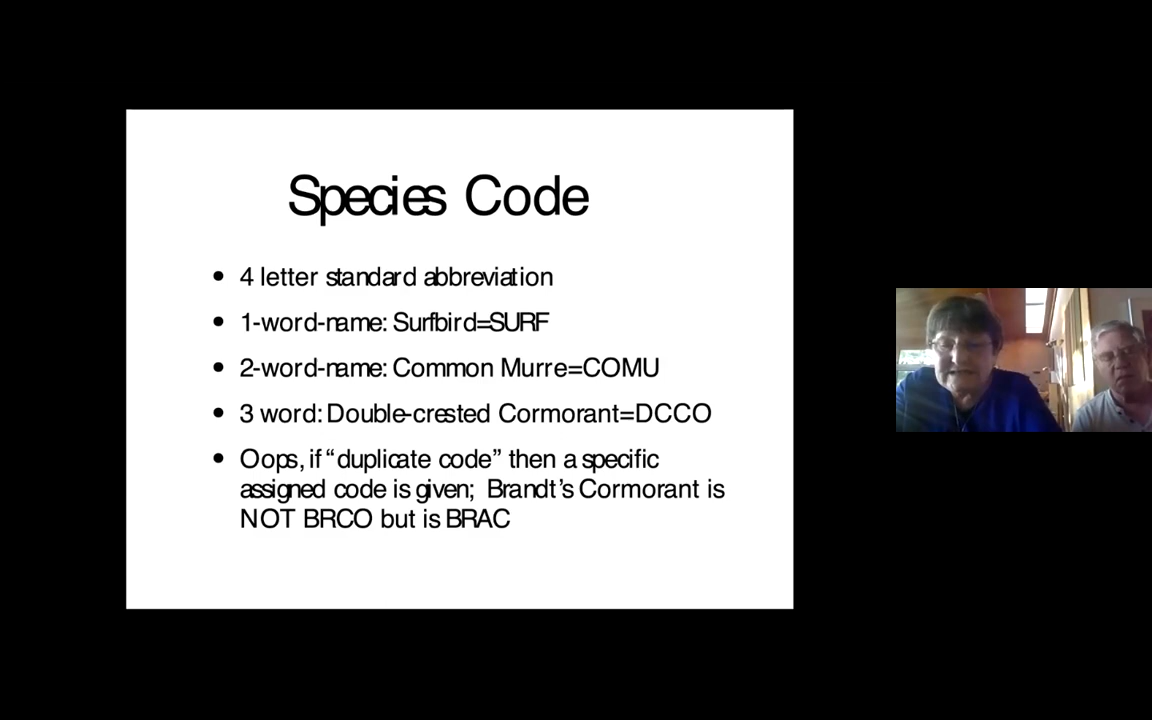 Species Code
• 4 letter standard abbreviation
• 1-word-name: Surfbird=SURF
• 2-word-name: Common Murre=COMU
• 3 word: Double-crested Cormorant=DCCO
• Oops, if “duplicate code” then a specific
assigned code is given; Brandt’s Cormorant is
NOT BRCO but is BRAC